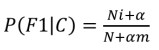 P(F1|C) = Ni+α / N+αm